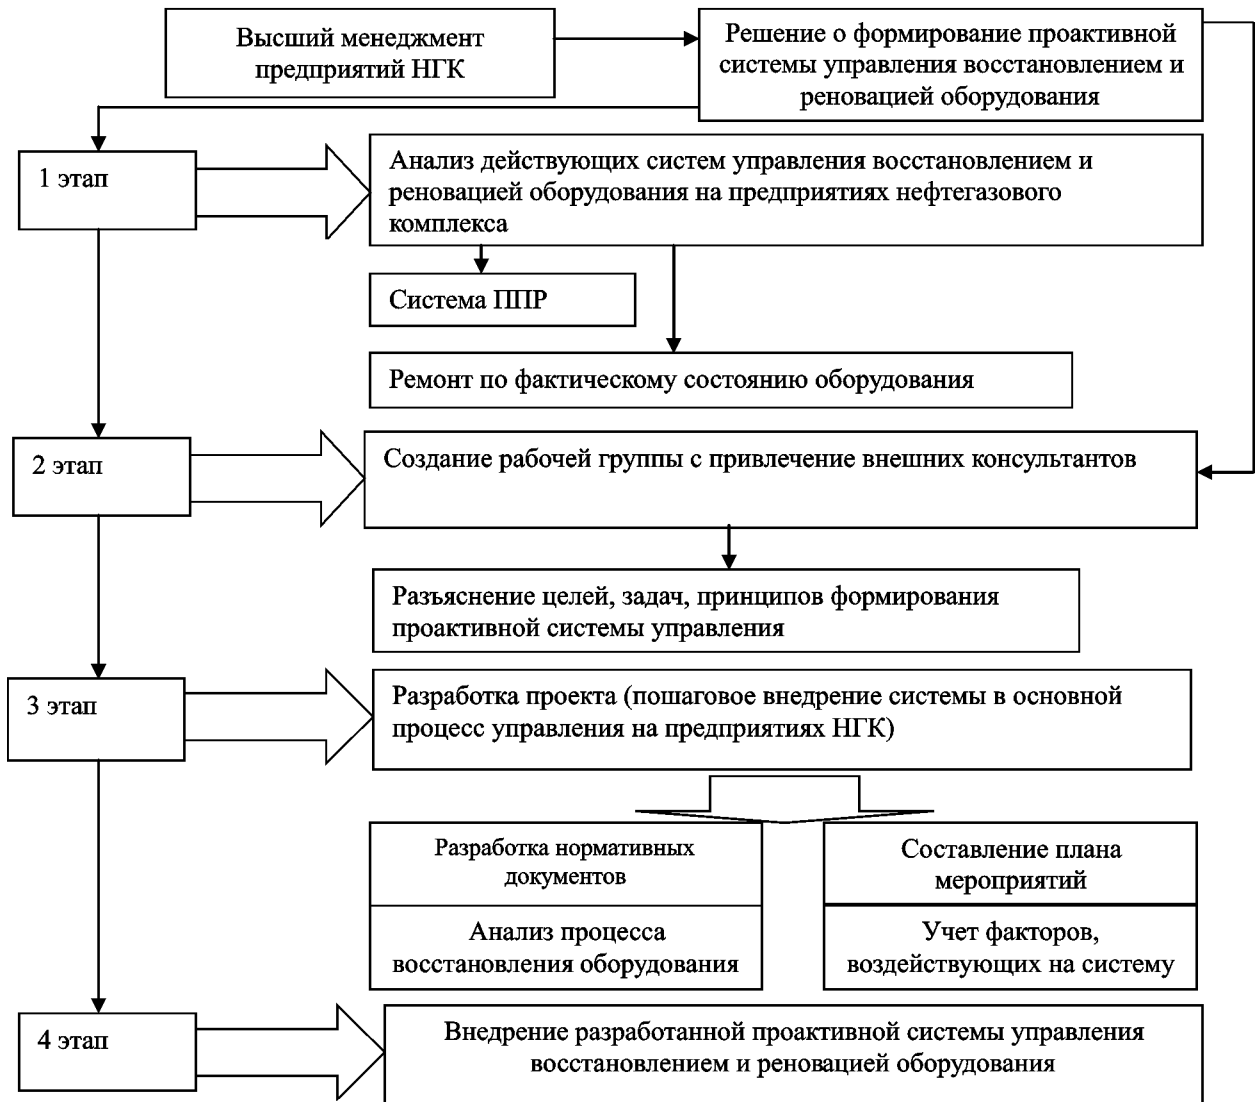 Высший менеджмент
предприятий НГК
Решение о формирование проактивной
системы управления восстановлением и
реновацией оборудования
1 этап
Анализ действующих систем управления восстановлением и
реновацией оборудования на предприятиях нефтегазового
комплекса
Система ППР
Ремонт по фактическому состоянию оборудования
2 этап
Создание рабочей группы с привлечение внешних консультантов
Разъяснение целей, задач, принципов формирования
проактивной системы управления
3 этап
Разработка проекта (пошаговое внедрение системы в основной
процесс управления на предприятиях НГК)
Разработка нормативных
документов
Составление плана
мероприятий
Анализ процесса
восстановления оборудования
Учет факторов,
воздействующих на систему
4 этап
Внедрение разработанной проактивной системы управления
восстановлением и реновацией оборудования